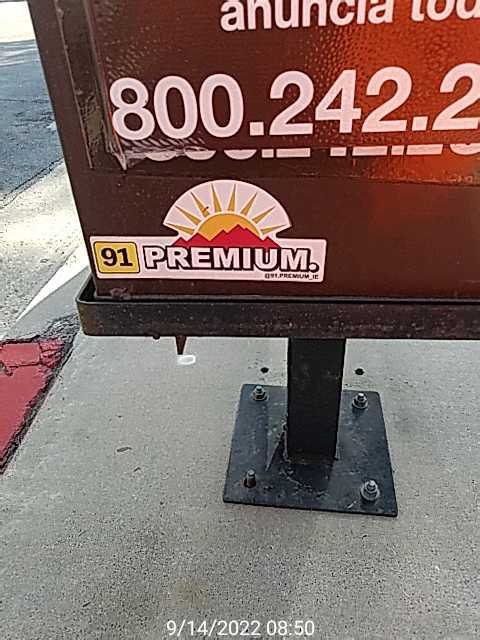 anuncia
800.242.2
91 PREMIUM.
@91.PREMIUM_IE
9/14/2022 08:50